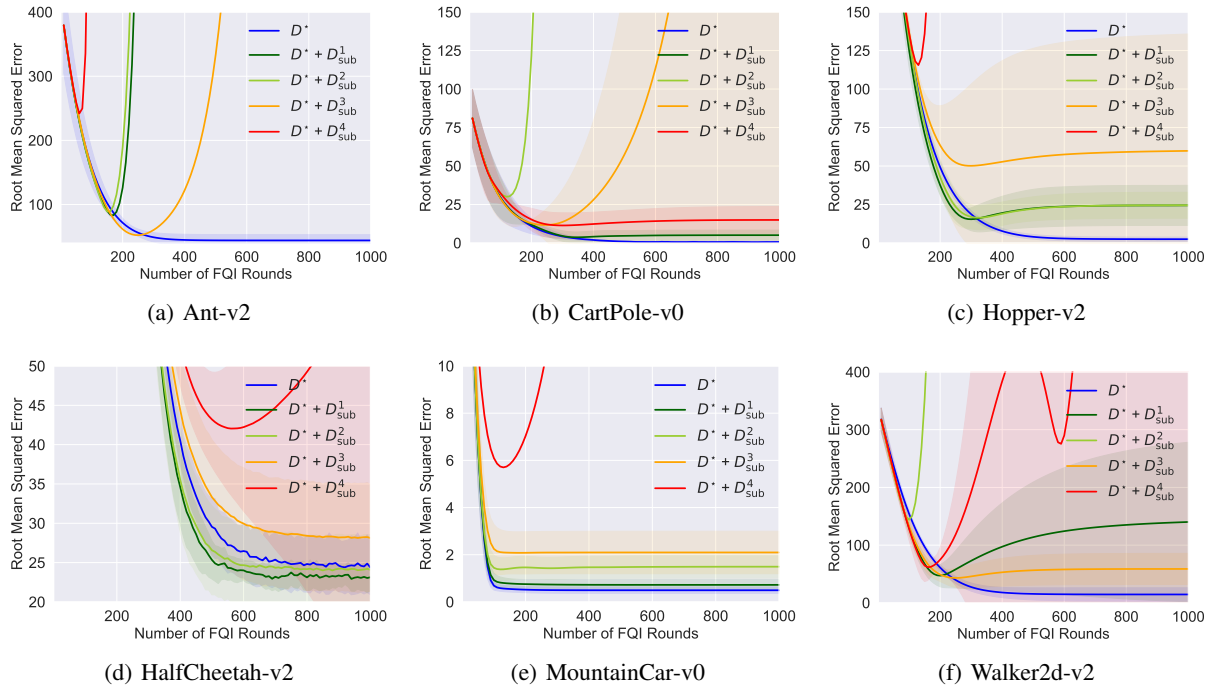 400
300
200
100
Root Mean Squared Error
200 400 600 800 1000
Number of FQI Rounds
D*
D* + D¹sub
D* + D²sub
D* + D³sub
D* + D⁴sub
(a) Ant-v2
150
125
100
75
50
25
0
Root Mean Squared Error
200 400 600 800 1000
Number of FQI Rounds
D*
D* + D¹sub
D* + D²sub
D* + D³sub
D* + D⁴sub
(b) CartPole-v0
150
125
100
75
50
25
0
Root Mean Squared Error
200 400 600 800 1000
Number of FQI Rounds
D*
D* + D¹sub
D* + D²sub
D* + D³sub
D* + D⁴sub
(c) Hopper-v2
50
45
40
35
30
25
20
Root Mean Squared Error
200 400 600 800 1000
Number of FQI Rounds
D*
D* + D¹sub
D* + D²sub
D* + D³sub
D* + D⁴sub
(d) HalfCheetah-v2
10
8
6
4
2
0
Root Mean Squared Error
200 400 600 800 1000
Number of FQI Rounds
D*
D* + D¹sub
D* + D²sub
D* + D³sub
D* + D⁴sub
(e) MountainCar-v0
400
300
200
100
0
Root Mean Squared Error
200 400 600 800 1000
Number of FQI Rounds
D*
D* + D¹sub
D* + D²sub
D* + D³sub
D* + D⁴sub
(f) Walker2d-v2